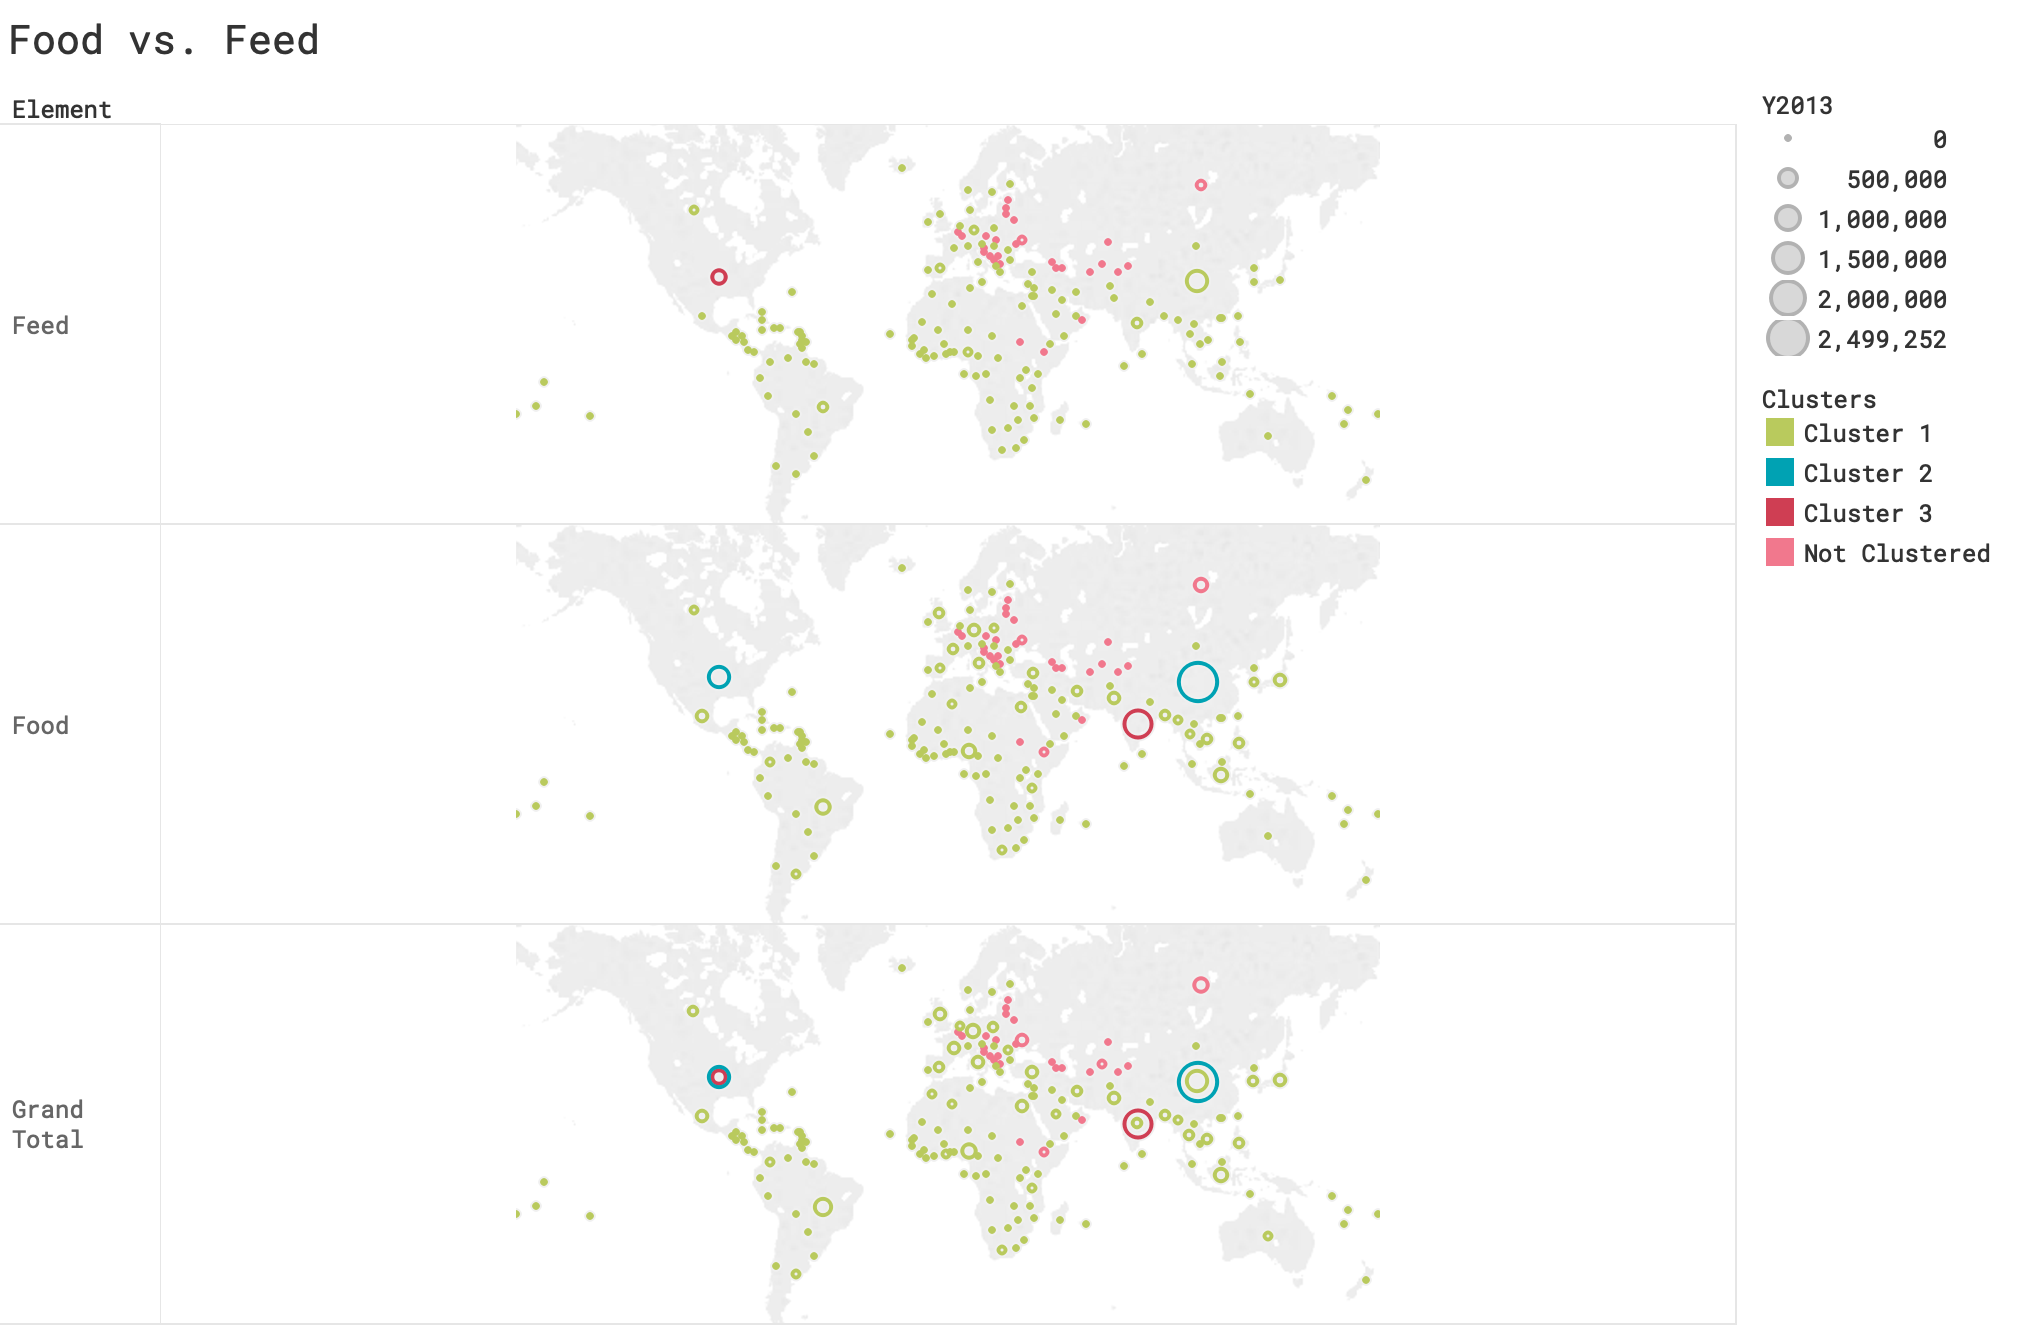 Food vs. Feed
Element
Feed
Food
Grand
Total
Y2013
0
500,000
1,000,000
1,500,000
2,000,000
2,499,252
Clusters
Cluster 1
Cluster 2
Cluster 3
Not Clustered